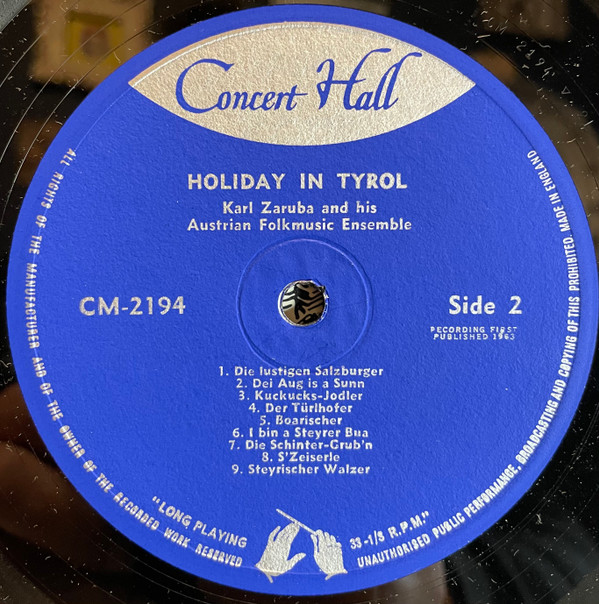 Concert Hall
HOLIDAY IN TYROL
Karl Zaruba and his
Austrian Folkmusic Ensemble
CM-2194
Side 2
RECORDING FIRST
PUBLISHED 1963
1. Die lustigen Salzburger
2. Dei Aug is a Sunn
3. Kuckucks-Jodler
4. Der Türlhofer
5. Boarischer
6. I bin a Steyrer Bua
7. Die Schinter-Grub'n
8. S'Zeiserle
9. Steyrischer Walzer
"LONG PLAYING
33-1/3 R.P.M."
ALL RIGHTS OF THE MANUFACTURER AND OF THE OWNER OF THE RECORDED WORK RESERVED
UNAUTHORISED PUBLIC PERFORMANCE, BROADCASTING AND COPYING OF THIS PROHIBITED. MADE IN ENGLAND